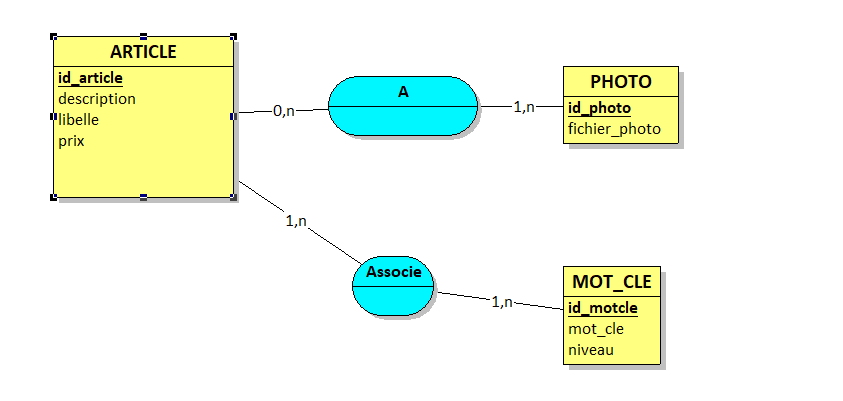 ARTICLE
id_article
description
libelle
prix
0,n
A
1,n
PHOTO
id_photo
fichier_photo
1,n
Associe
1,n
MOT_CLE
id_motcle
mot_cle
niveau